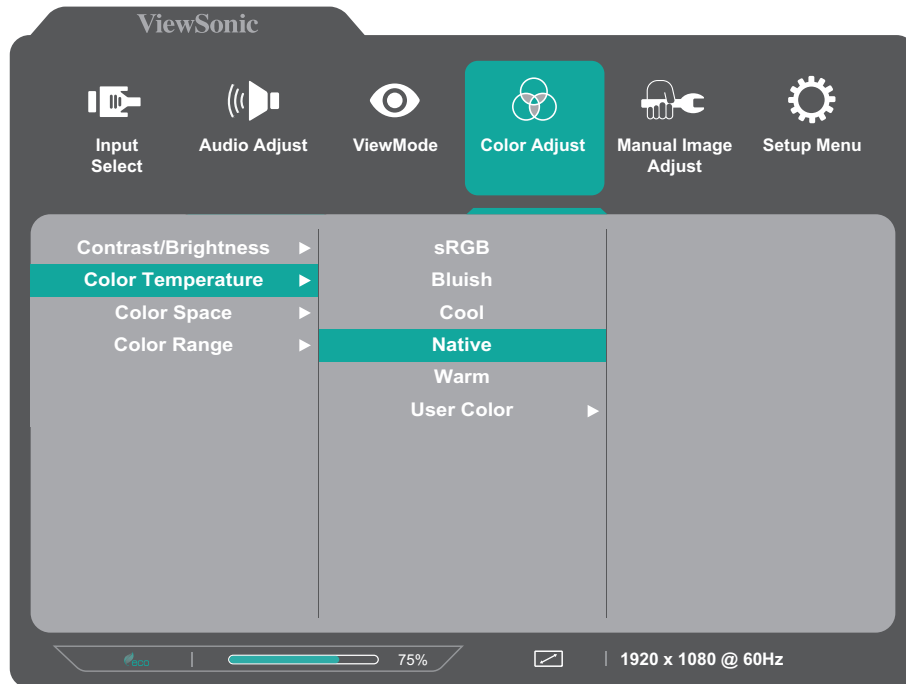 ViewSonic
Input
Select
Audio Adjust
ViewMode
Color Adjust
Manual Image
Adjust
Setup Menu
Contrast/Brightness
Color Temperature
Color Space
Color Range
sRGB
Bluish
Cool
Native
Warm
User Color
eco
75%
1920 x 1080 @ 60Hz